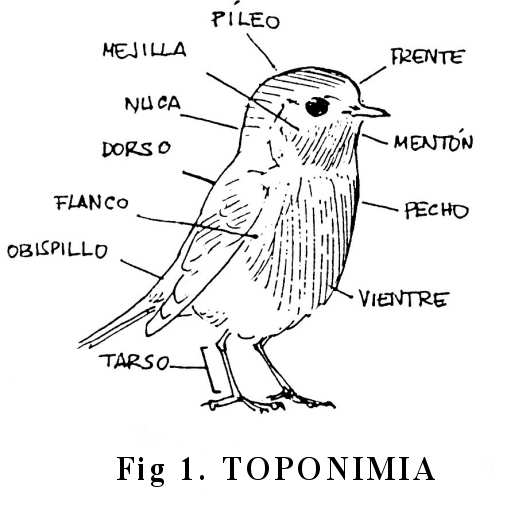 PÍLEO
MEJILLA
FRENTE
NUCA
MENTÓN
DORSO
FLANCO
PECHO
OBISPILLO
VIENTRE
TARSO
Fig 1. TOPONIMIA